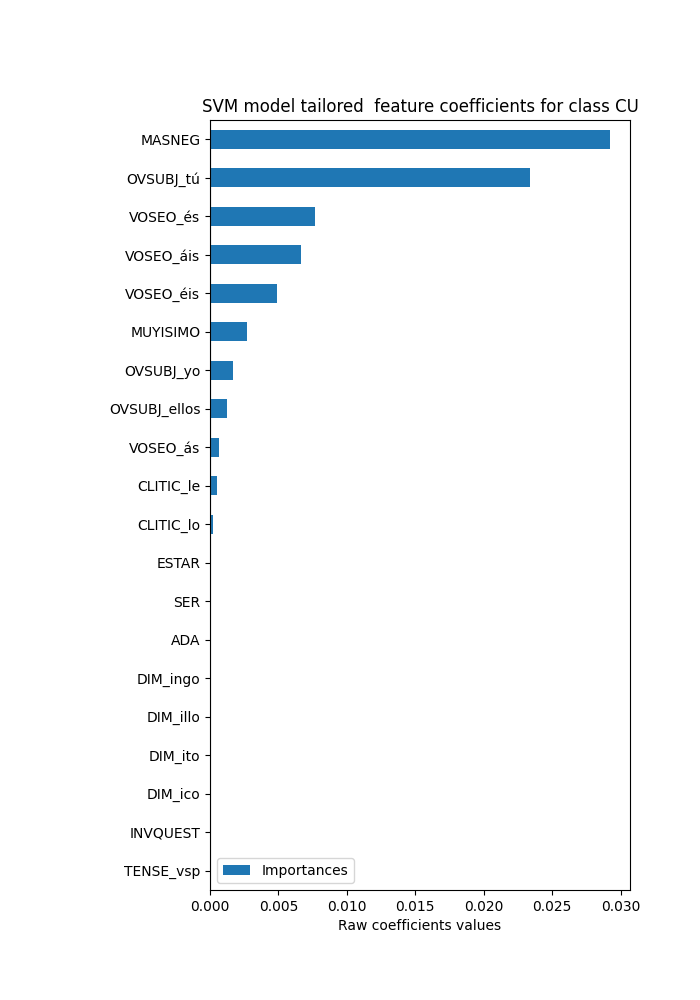 SVM model tailored  feature coefficients for class CU
MASNEG
OVSUBJ_tú
VOSEO_és
VOSEO_áis
VOSEO_éis
MUYISIMO
OVSUBJ_yo
OVSUBJ_ellos
VOSEO_ás
CLITIC_le
CLITIC_lo
ESTAR
SER
ADA
DIM_ingo
DIM_illo
DIM_ito
DIM_ico
INVQUEST
TENSE_vsp
Importances
0.000 0.005 0.010 0.015 0.020 0.025 0.030
Raw coefficients values